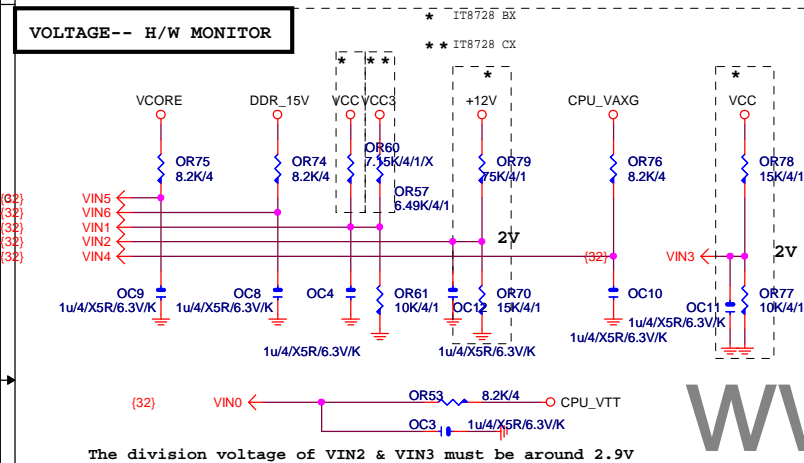 * IT8728 BX
VOLTAGE-- H/W MONITOR
* * IT8728 CX
* * * * *
VCORE DDR_15V VCC VCC3 +12V CPU_VAXG VCC
OR60
7.15K/4/1/X
OR75 OR74 OR79 OR76 OR78
8.2K/4 8.2K/4 75K/4/1 8.2K/4 15K/4/1
OR57
6.49K/4/1
{32} VIN5
{32} VIN6
{32} VIN1
{32} VIN2 2V
{32} VIN4 {32} VIN3 2V
OC9 OC8 OC4 OR61 OC12 OR70 OC10 OC11 OR77
1u/4/X5R/6.3V/K 1u/4/X5R/6.3V/K 10K/4/1 15K/4/1 1u/4/X5R/6.3V/K 10K/4/1
1u/4/X5R/6.3V/K 1u/4/X5R/6.3V/K 1u/4/X5R/6.3V/K
{32} VIN0 OR53 8.2K/4 CPU_VTT
OC3 1u/4/X5R/6.3V/K
The division voltage of VIN2 & VIN3 must be around 2.9V